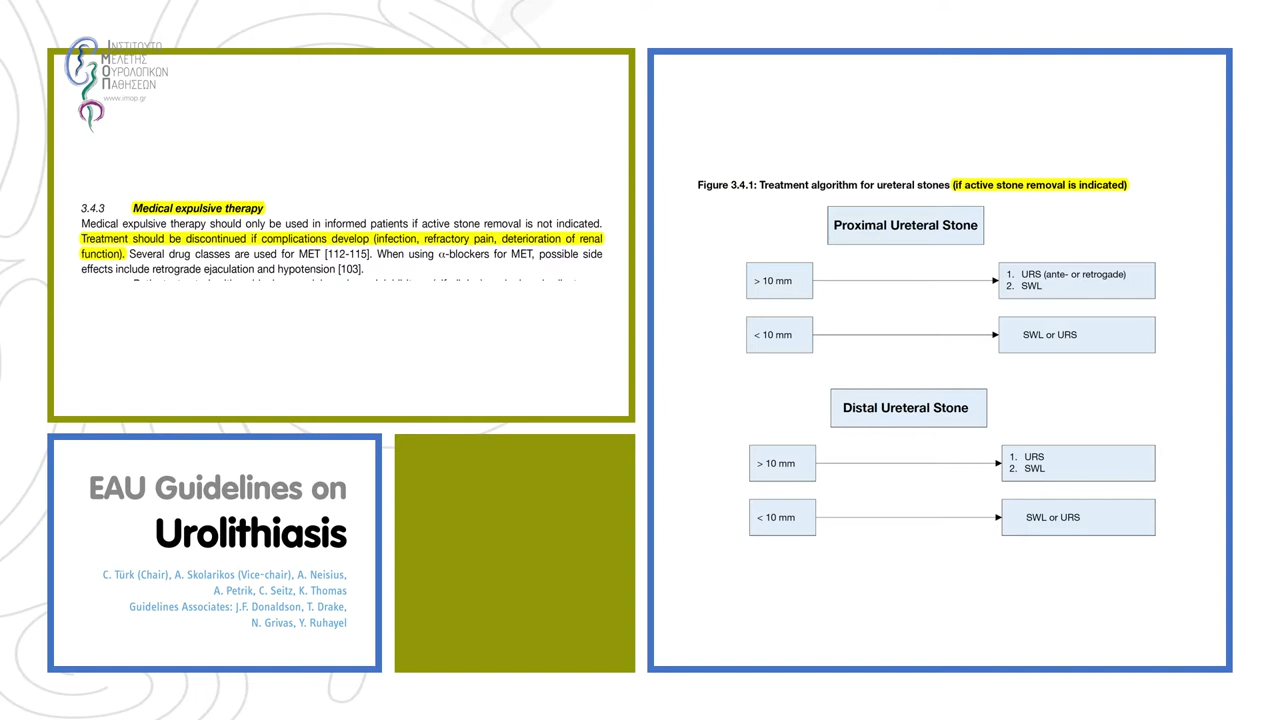 ΙΝΣΤΙΤΟΥΤΟ
ΜΕΛΕΤΗΣ
ΟΥΡΟΛΟΓΙΚΩΝ
ΠΑΘΗΣΕΩΝ
www.imop.gr
3.4.3 Medical expulsive therapy
Medical expulsive therapy should only be used in informed patients if active stone removal is not indicated.
Treatment should be discontinued if complications develop (infection, refractory pain, deterioration of renal
function). Several drug classes are used for MET [112-115]. When using α-blockers for MET, possible side
effects include retrograde ejaculation and hypotension [103].
EAU Guidelines on
Urolithiasis
C. Türk (Chair), A. Skolarikos (Vice-chair), A. Neisius,
A. Petrik, C. Seitz, K. Thomas
Guidelines Associates: J.F. Donaldson, T. Drake,
N. Grivas, Y. Ruhayel
Figure 3.4.1: Treatment algorithm for ureteral stones (if active stone removal is indicated)
Proximal Ureteral Stone
> 10 mm
1. URS (ante- or retrogade)
2. SWL
< 10 mm
SWL or URS
Distal Ureteral Stone
> 10 mm
1. URS
2. SWL
< 10 mm
SWL or URS